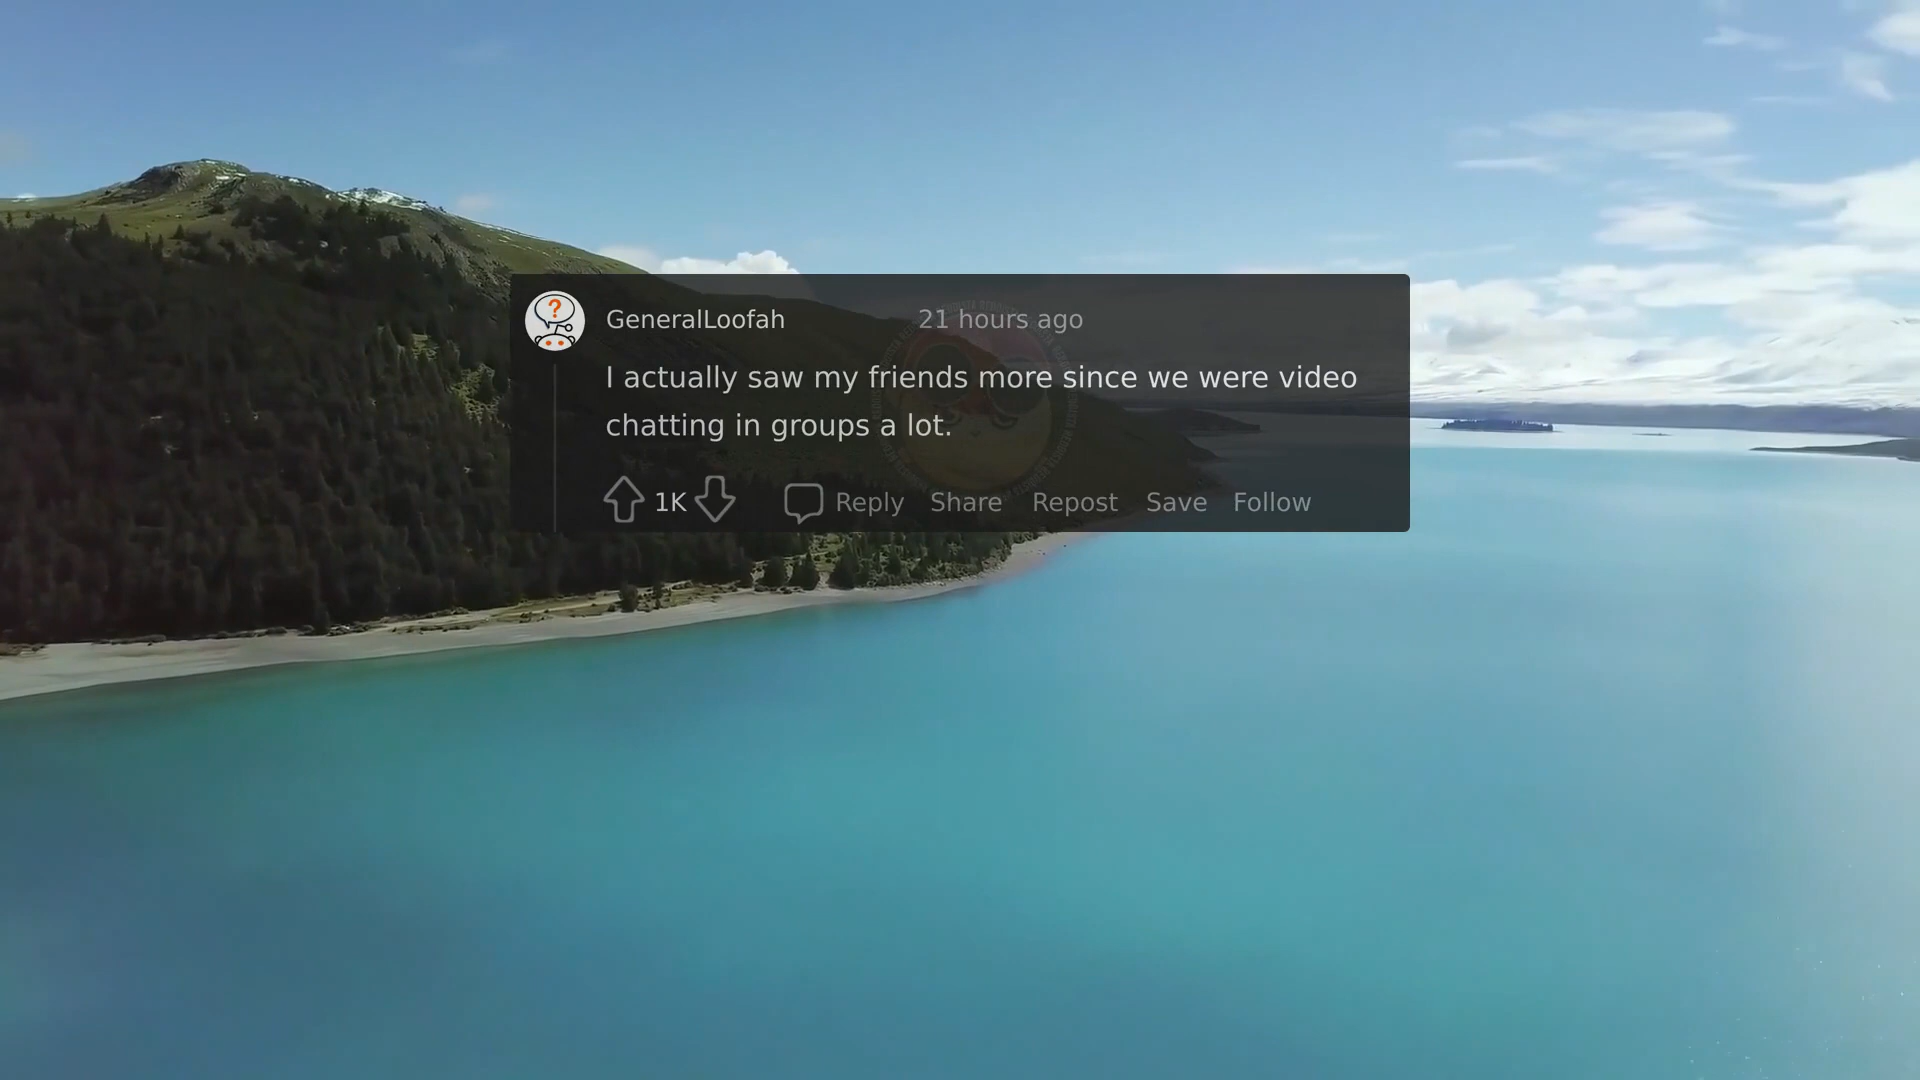 GeneralLoofah 21 hours ago
I actually saw my friends more since we were video
chatting in groups a lot.
1K Reply Share Repost Save Follow